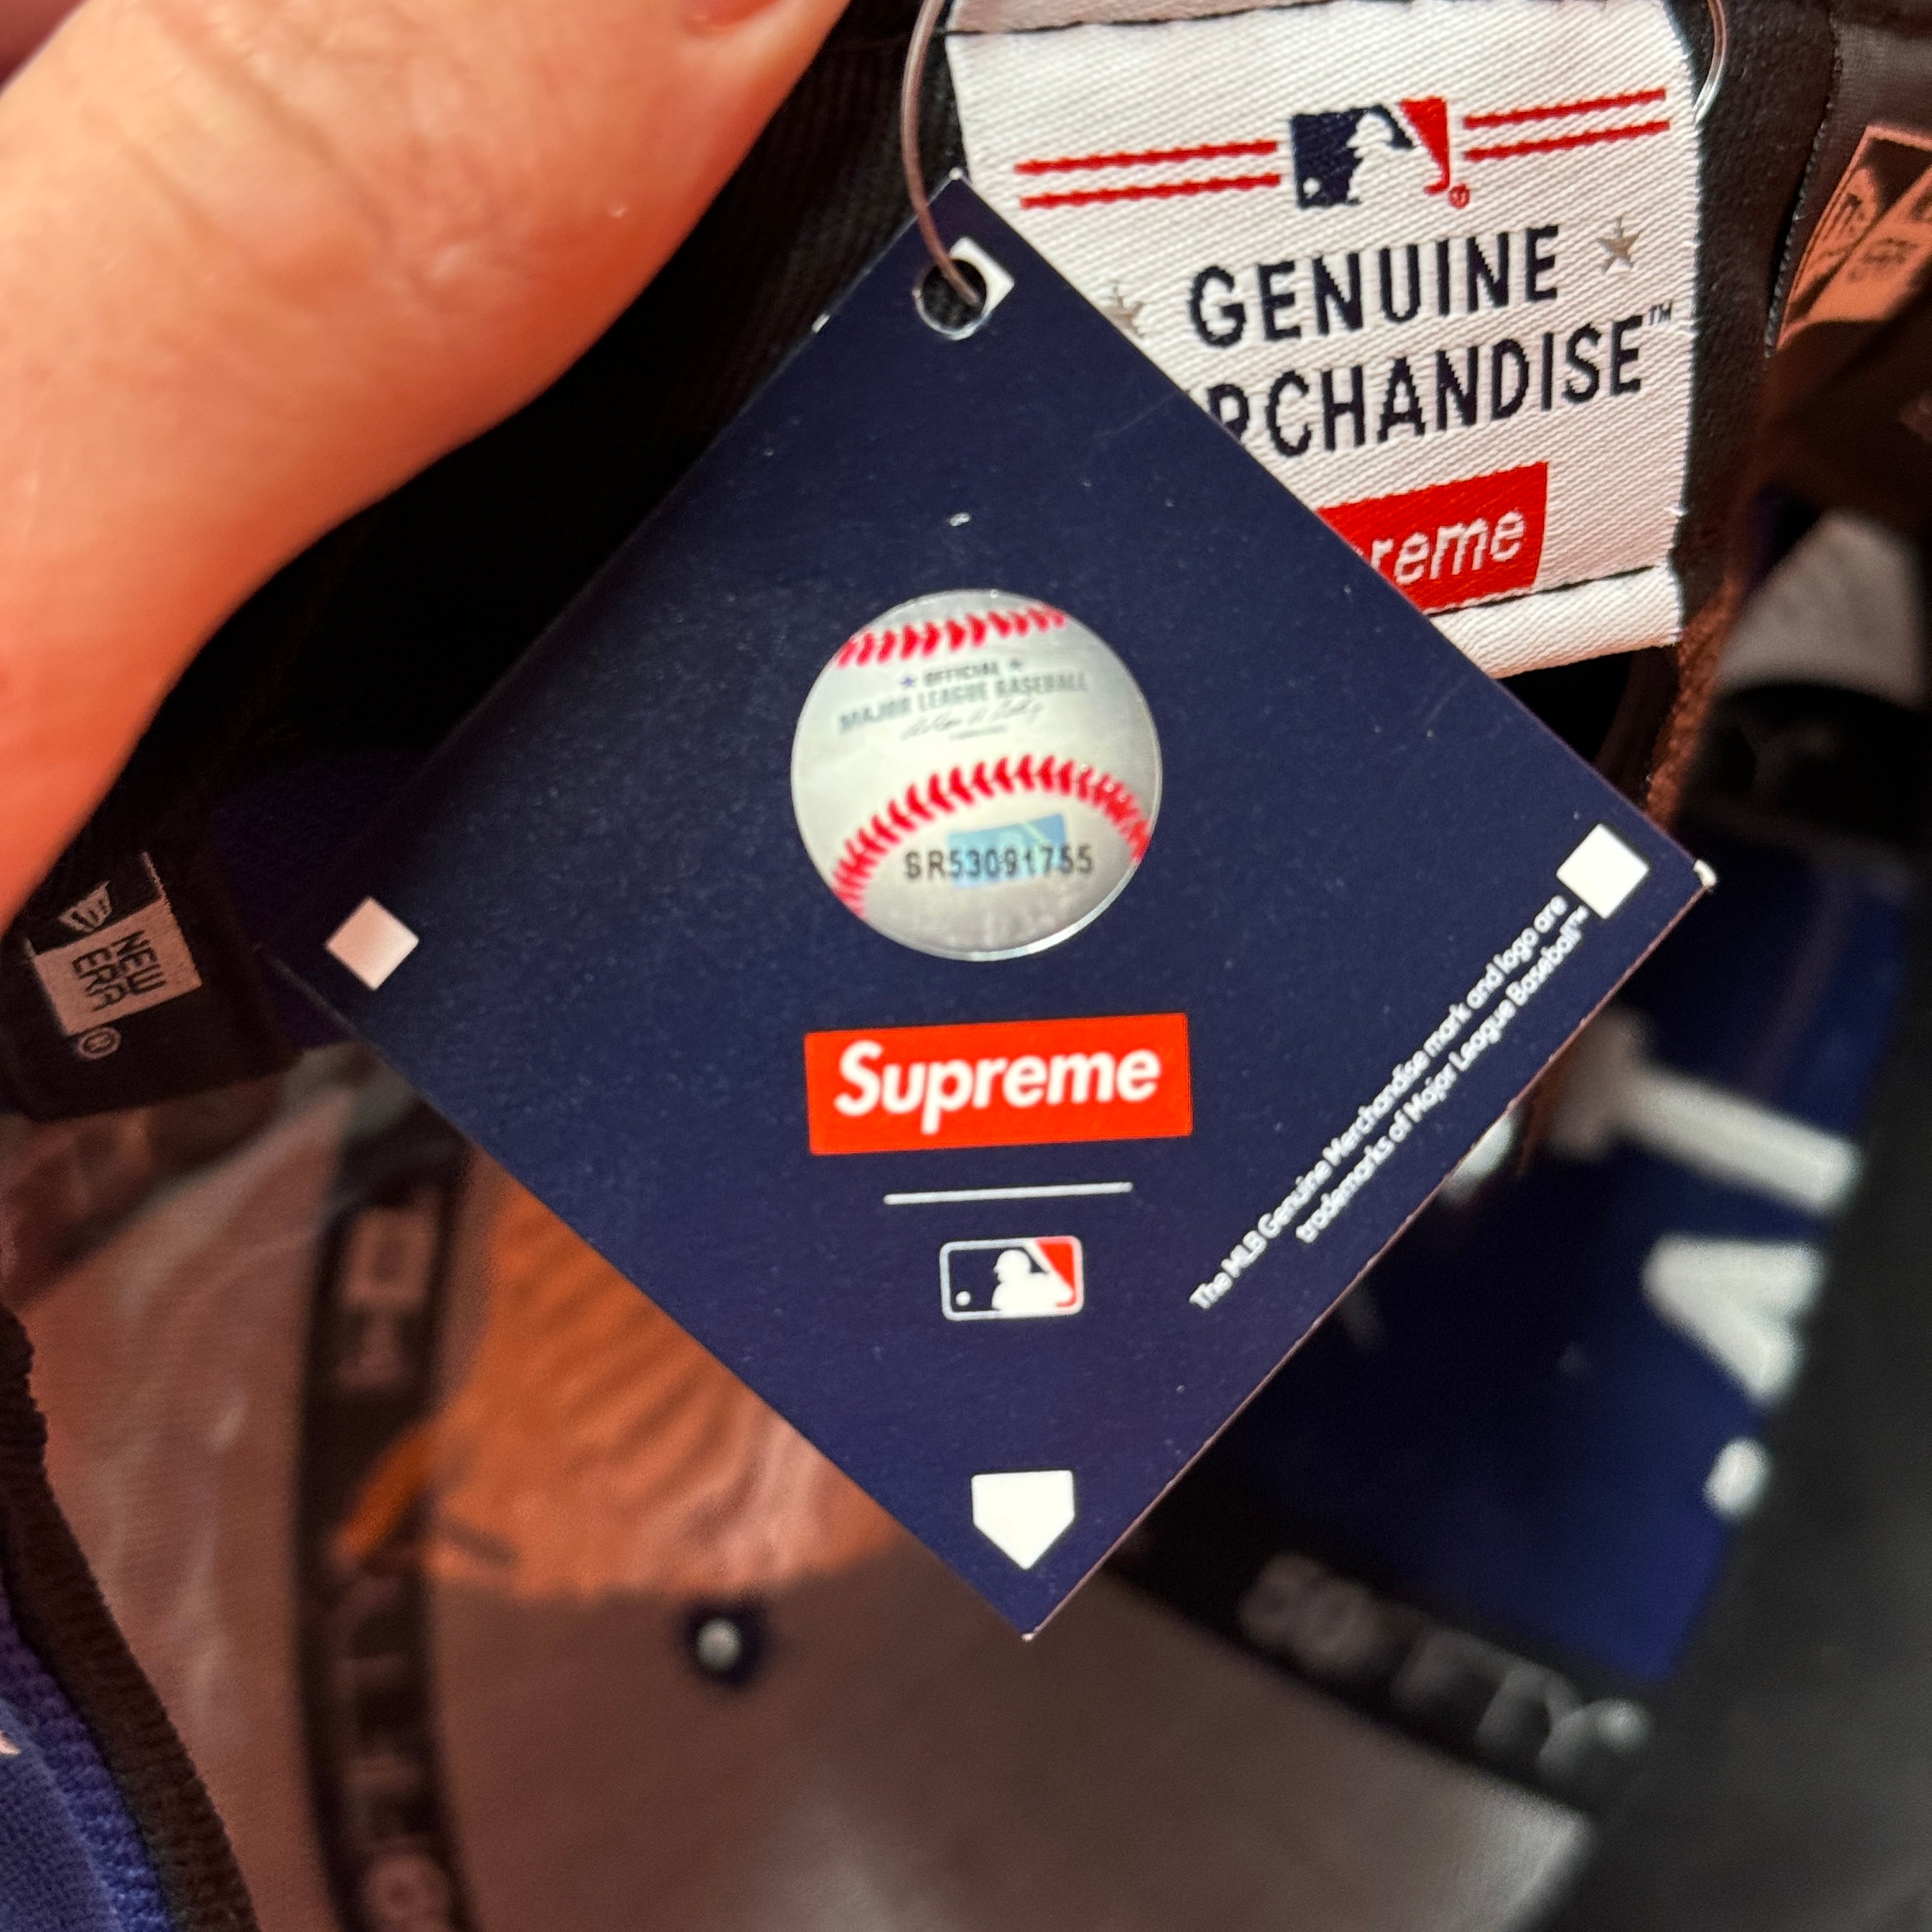 GENUINE
RCHANDISE™
reme
OFFICIAL
MAJOR LEAGUE BASEBALL
SR53091755
Supreme
The MLB Genuine Merchandise mark and logo are
trademarks of Major League Baseball™
NEW
ERA®
59FIFTY®